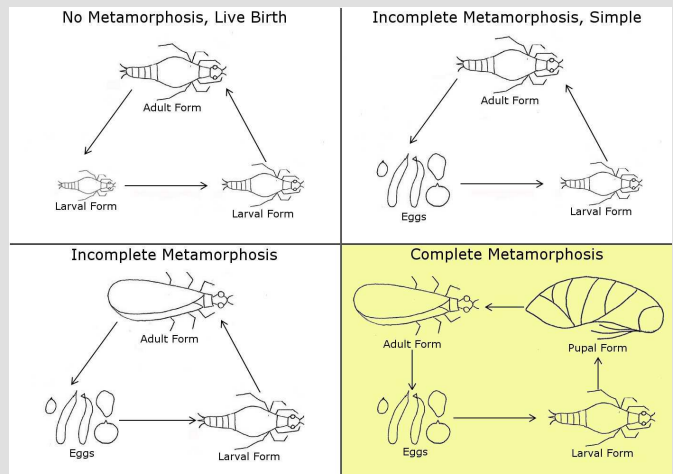 No Metamorphosis, Live Birth
Adult Form
Larval Form
Larval Form
Incomplete Metamorphosis, Simple
Adult Form
Eggs
Larval Form
Incomplete Metamorphosis
Adult Form
Eggs
Larval Form
Complete Metamorphosis
Adult Form
Pupal Form
Eggs
Larval Form